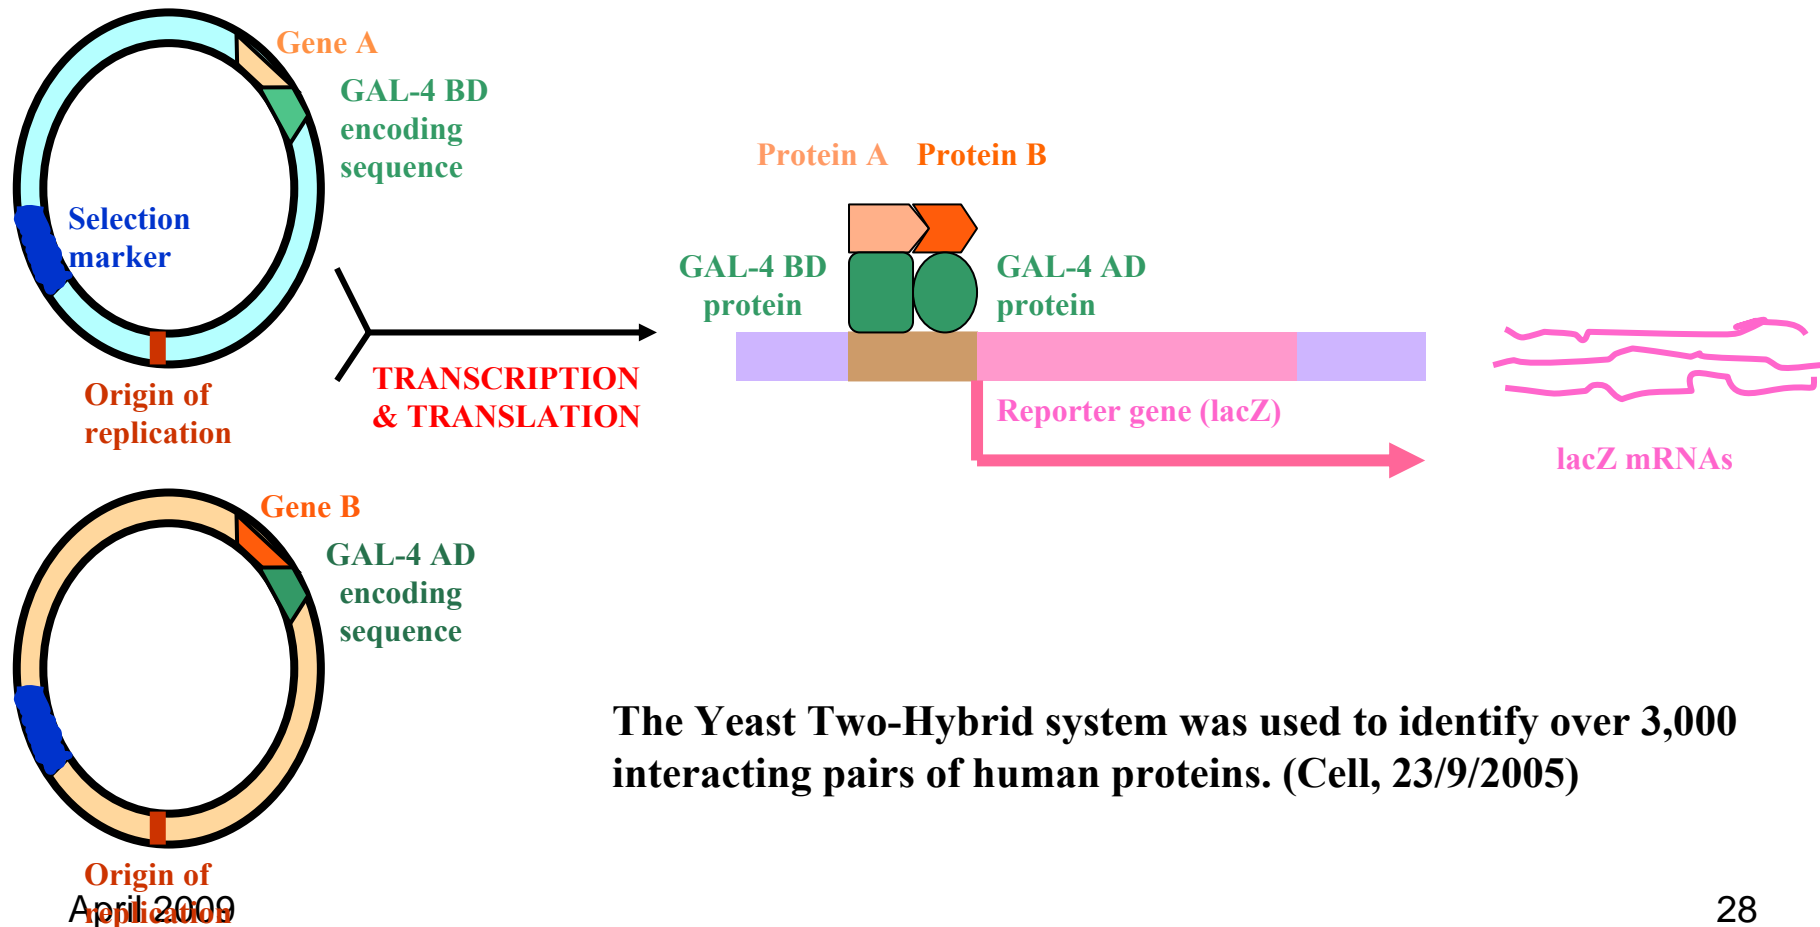 Gene A
GAL-4 BD
encoding
sequence
Selection
marker
Origin of
replication
TRANSCRIPTION
& TRANSLATION
Protein A Protein B
GAL-4 BD
protein
GAL-4 AD
protein
Reporter gene (lacZ)
lacZ mRNAs
Gene B
GAL-4 AD
encoding
sequence
Origin of
replication
The Yeast Two-Hybrid system was used to identify over 3,000
interacting pairs of human proteins. (Cell, 23/9/2005)
April 2009
28